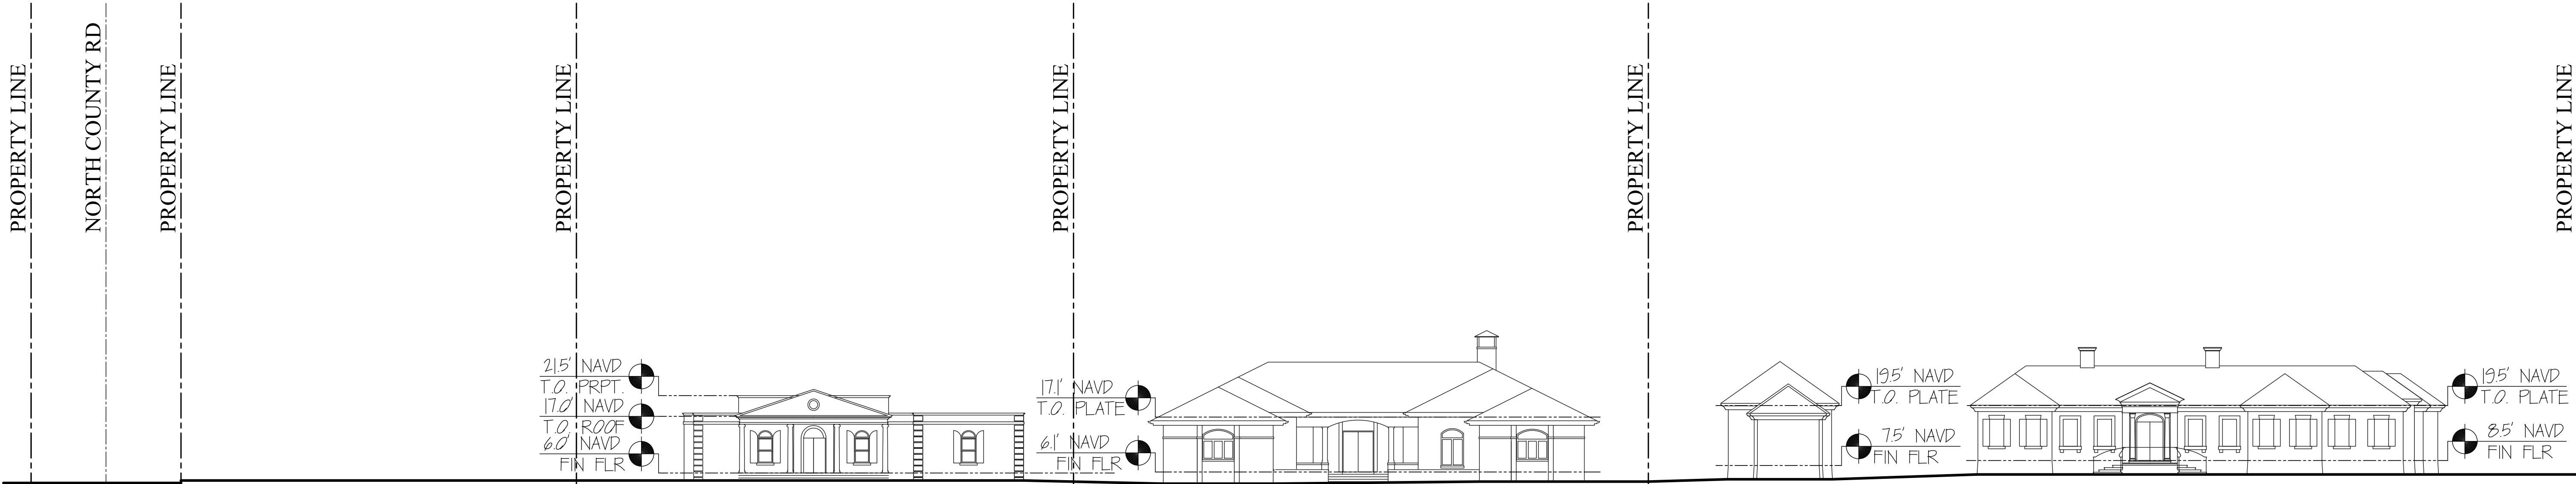 PROPERTY LINE
NORTH COUNTY RD
PROPERTY LINE
PROPERTY LINE
21.5' NAVD
T.O. PRPT.
17.0' NAVD
T.O. ROOF
6.0' NAVD
FIN FLR
PROPERTY LINE
17.1' NAVD
T.O. PLATE
6.1' NAVD
FIN FLR
PROPERTY LINE
19.5' NAVD
T.O. PLATE
7.5' NAVD
FIN FLR
19.5' NAVD
T.O. PLATE
8.5' NAVD
FIN FLR
PROPERTY LINE